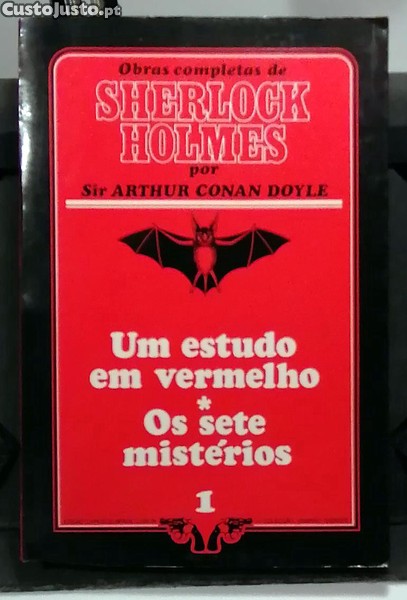 CustoJusto.pt
Obras completas de
SHERLOCK
HOLMES
por
Sir ARTHUR CONAN DOYLE
Um estudo
em vermelho
*
Os sete
mistérios
1